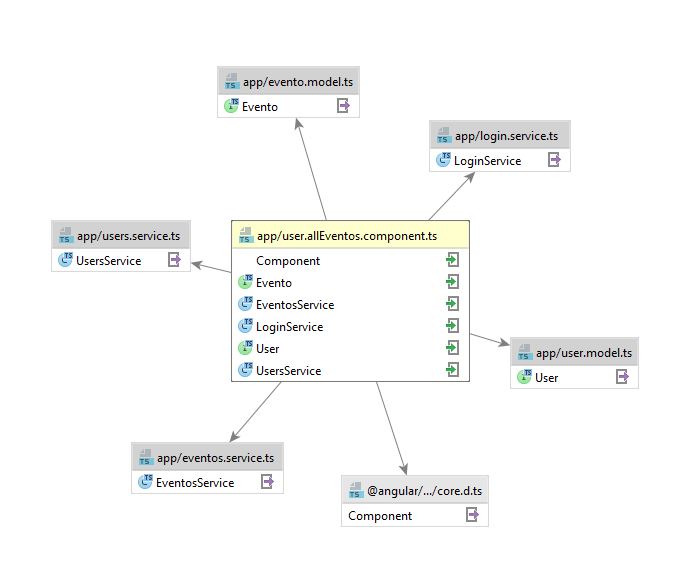 app/evento.model.ts
Evento
app/login.service.ts
LoginService
app/users.service.ts
UsersService
app/user.allEventos.component.ts
Component
Evento
EventosService
LoginService
User
UsersService
app/user.model.ts
User
app/eventos.service.ts
EventosService
@angular/.../core.d.ts
Component